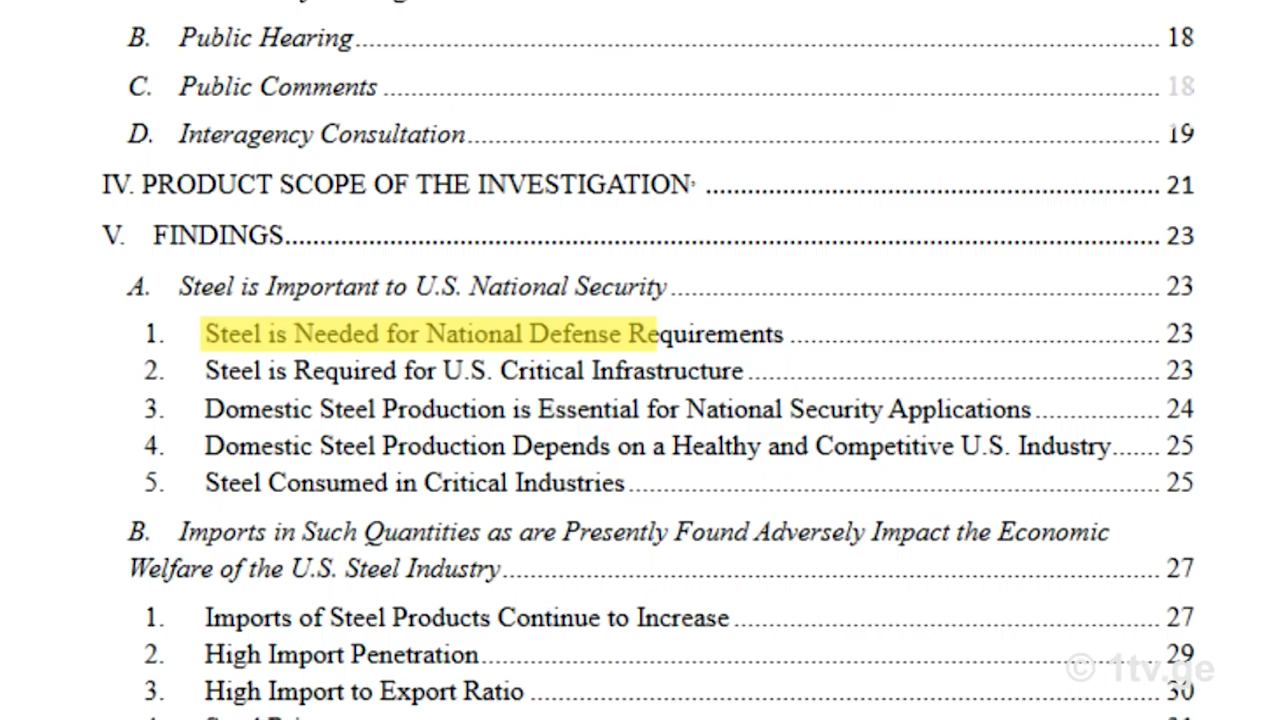 B. Public Hearing........ 18
C. Public Comments ........ 18
D. Interagency Consultation........ 19
IV. PRODUCT SCOPE OF THE INVESTIGATION ........ 21
V. FINDINGS........ 23
A. Steel is Important to U.S. National Security........ 23
1. Steel is Needed for National Defense Requirements ........ 23
2. Steel is Required for U.S. Critical Infrastructure........ 23
3. Domestic Steel Production is Essential for National Security Applications........ 24
4. Domestic Steel Production Depends on a Healthy and Competitive U.S. Industry....... 25
5. Steel Consumed in Critical Industries........ 25
B. Imports in Such Quantities as are Presently Found Adversely Impact the Economic
Welfare of the U.S. Steel Industry........ 27
1. Imports of Steel Products Continue to Increase........ 27
2. High Import Penetration........ 29
3. High Import to Export Ratio ........ 30
© 1tv.ge